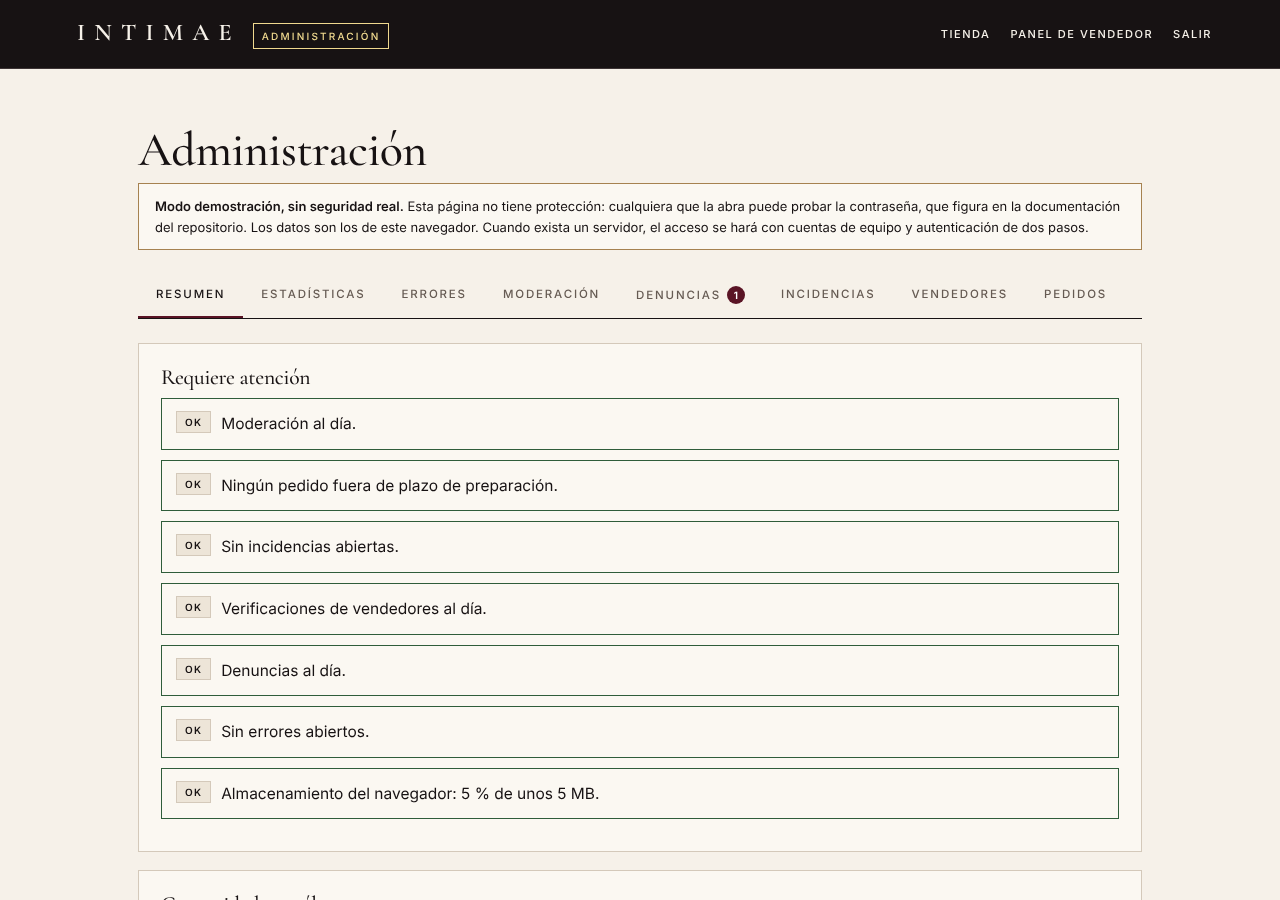 INTIMAE ADMINISTRACIÓN TIENDA PANEL DE VENDEDOR SALIR
Administración
Modo demostración, sin seguridad real. Esta página no tiene protección: cualquiera que la abra puede probar la contraseña, que figura en la documentación
del repositorio. Los datos son los de este navegador. Cuando exista un servidor, el acceso se hará con cuentas de equipo y autenticación de dos pasos.
RESUMEN ESTADÍSTICAS ERRORES MODERACIÓN DENUNCIAS 1 INCIDENCIAS VENDEDORES PEDIDOS
Requiere atención
OK Moderación al día.
OK Ningún pedido fuera de plazo de preparación.
OK Sin incidencias abiertas.
OK Verificaciones de vendedores al día.
OK Denuncias al día.
OK Sin errores abiertos.
OK Almacenamiento del navegador: 5 % de unos 5 MB.